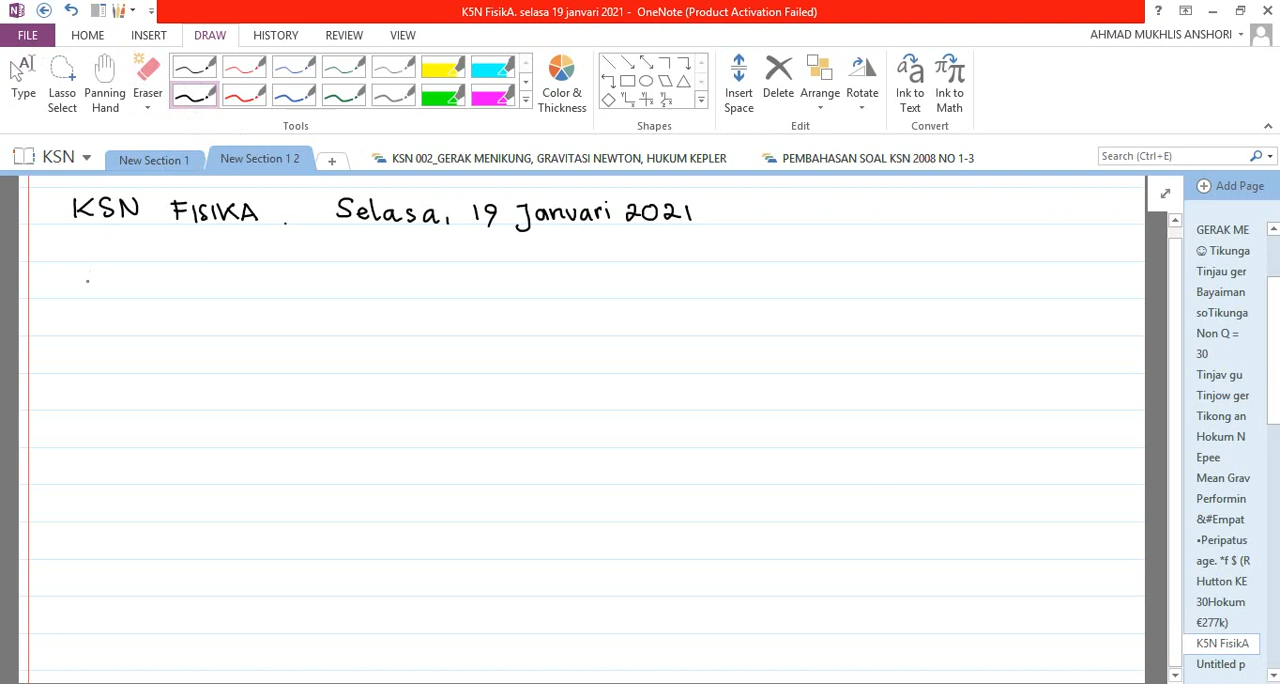 K5N FisikA. selasa 19 janvari 2021 - OneNote (Product Activation Failed)
FILE HOME INSERT DRAW HISTORY REVIEW VIEW
AHMAD MUKHLIS ANSHORI
Type
Lasso Select
Panning Hand
Eraser
Color & Thickness
Insert Space
Delete
Arrange
Rotate
Ink to Text
Ink to Math
Tools
Shapes
Edit
Convert
KSN
New Section 1
New Section 1 2
KSN 002_GERAK MENIKUNG, GRAVITASI NEWTON, HUKUM KEPLER
PEMBAHASAN SOAL KSN 2008 NO 1-3
Search (Ctrl+E)
KSN FISIKA. Selasa, 19 Januari 2021
Add Page
GERAK ME
☺ Tikunga
Tinjau ger
Bayaiman
soTikunga
Non Q =
30
Tinjav gu
Tinjow ger
Tikong an
Hokum N
Epee
Mean Grav
Performin
&#Empat
•Peripatus
age. *f $ (R
Hutton KE
30Hokum
€277k)
K5N FisikA
Untitled p